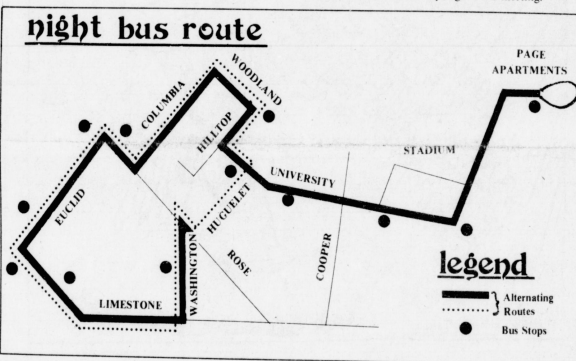 night bus route
PAGE
APARTMENTS
WOODLAND
COLUMBIA
HILLTOP
STADIUM
UNIVERSITY
EUCLID
HUGUELET
ROSE
COOPER
WASHINGTON
LIMESTONE
legend
Alternating
Routes
Bus Stops